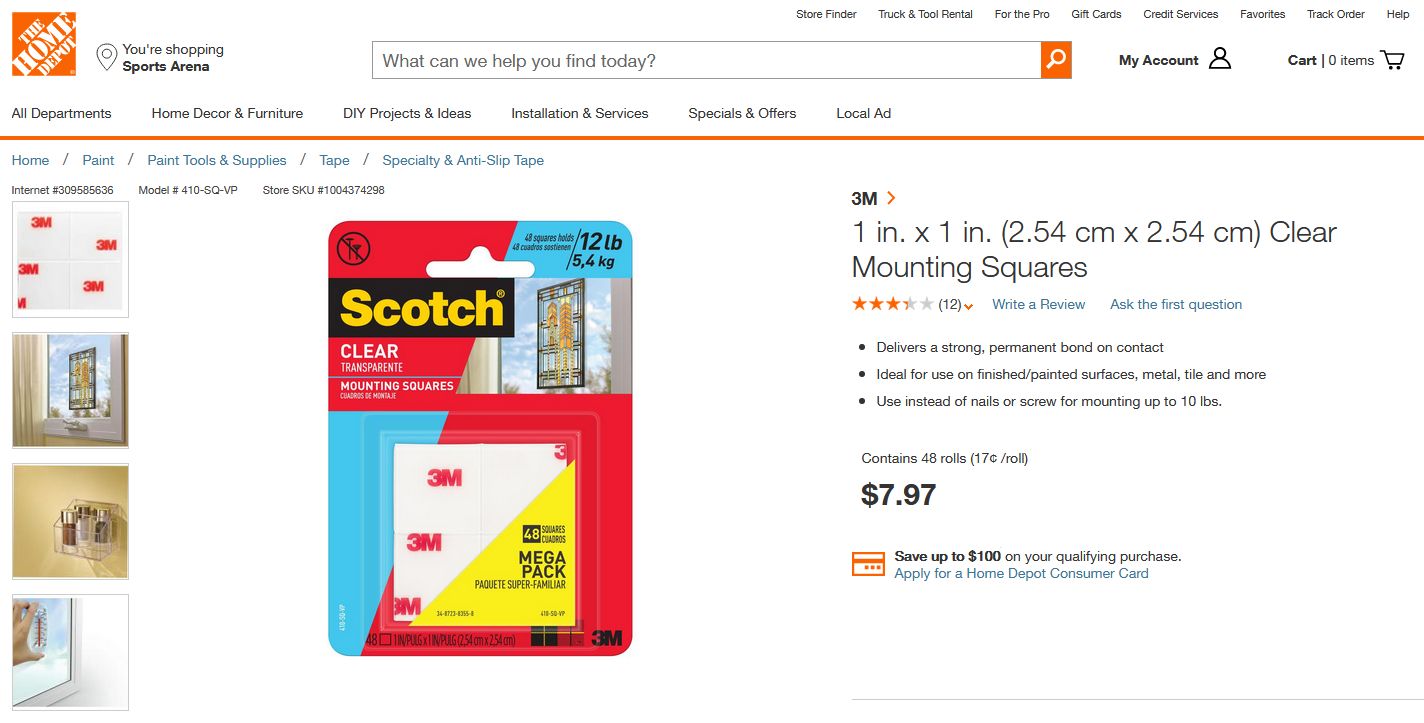 THE HOME DEPOT
Store Finder Truck & Tool Rental For the Pro Gift Cards Credit Services Favorites Track Order Help
You're shopping
Sports Arena
What can we help you find today?
My Account
Cart | 0 items
All Departments Home Decor & Furniture DIY Projects & Ideas Installation & Services Specials & Offers Local Ad
Home / Paint / Paint Tools & Supplies / Tape / Specialty & Anti-Slip Tape
Internet #309585636 Model # 410-SQ-VP Store SKU #1004374298
3M
3M
3M
3M
M
48 squares holds
48 cuadros sostienen
12 lb
5,4 kg
Scotch®
CLEAR
TRANSPARENTE
MOUNTING SQUARES
CUADROS DE MONTAJE
3M
3
3M
3M
48 SQUARES
CUADROS
MEGA
PACK
PAQUETE SUPER-FAMILIAR
34-8723-8355-8 410-SQ-VP
410-SQ-VP
48 1 IN/PULG x 1 IN/PULG (2,54 cm x 2,54 cm)
3M
3M >
1 in. x 1 in. (2.54 cm x 2.54 cm) Clear
Mounting Squares
(12) Write a Review Ask the first question
• Delivers a strong, permanent bond on contact
• Ideal for use on finished/painted surfaces, metal, tile and more
• Use instead of nails or screw for mounting up to 10 lbs.
Contains 48 rolls (17¢ /roll)
$7.97
Save up to $100 on your qualifying purchase.
Apply for a Home Depot Consumer Card